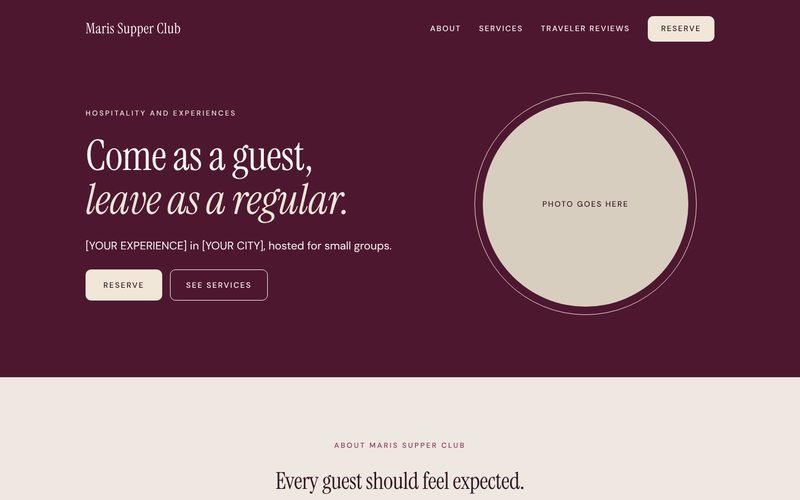 Maris Supper Club
ABOUT SERVICES TRAVELER REVIEWS RESERVE
HOSPITALITY AND EXPERIENCES
Come as a guest,
leave as a regular.
[YOUR EXPERIENCE] in [YOUR CITY], hosted for small groups.
RESERVE SEE SERVICES
PHOTO GOES HERE
ABOUT MARIS SUPPER CLUB
Every guest should feel expected.